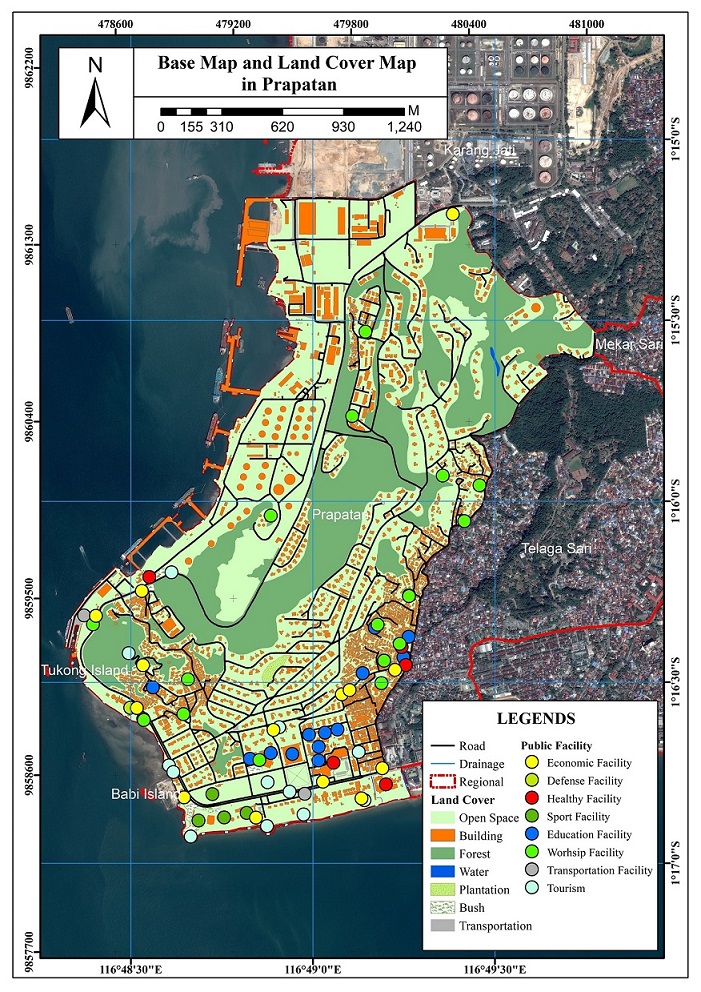 478600 479200 479800 480400 481000
9862200
N
Base Map and Land Cover Map
in Prapatan
M
0 155 310 620 930 1,240
1°15'0"S
Karang Jati
9861300
1°15'30"S
Mekar Sari
9860400
1°16'0"S
Prapatan
Telaga Sari
9859500
Tukong Island
1°16'30"S
LEGENDS
Road
Drainage
Regional
Land Cover
Open Space
Building
Forest
Water
Plantation
Bush
Transportation
Public Facility
Economic Facility
Defense Facility
Healthy Facility
Sport Facility
Education Facility
Worhsip Facility
Transportation Facility
Tourism
9858600
Babi Island
1°17'0"S
9857700
116°48'30"E 116°49'0"E 116°49'30"E